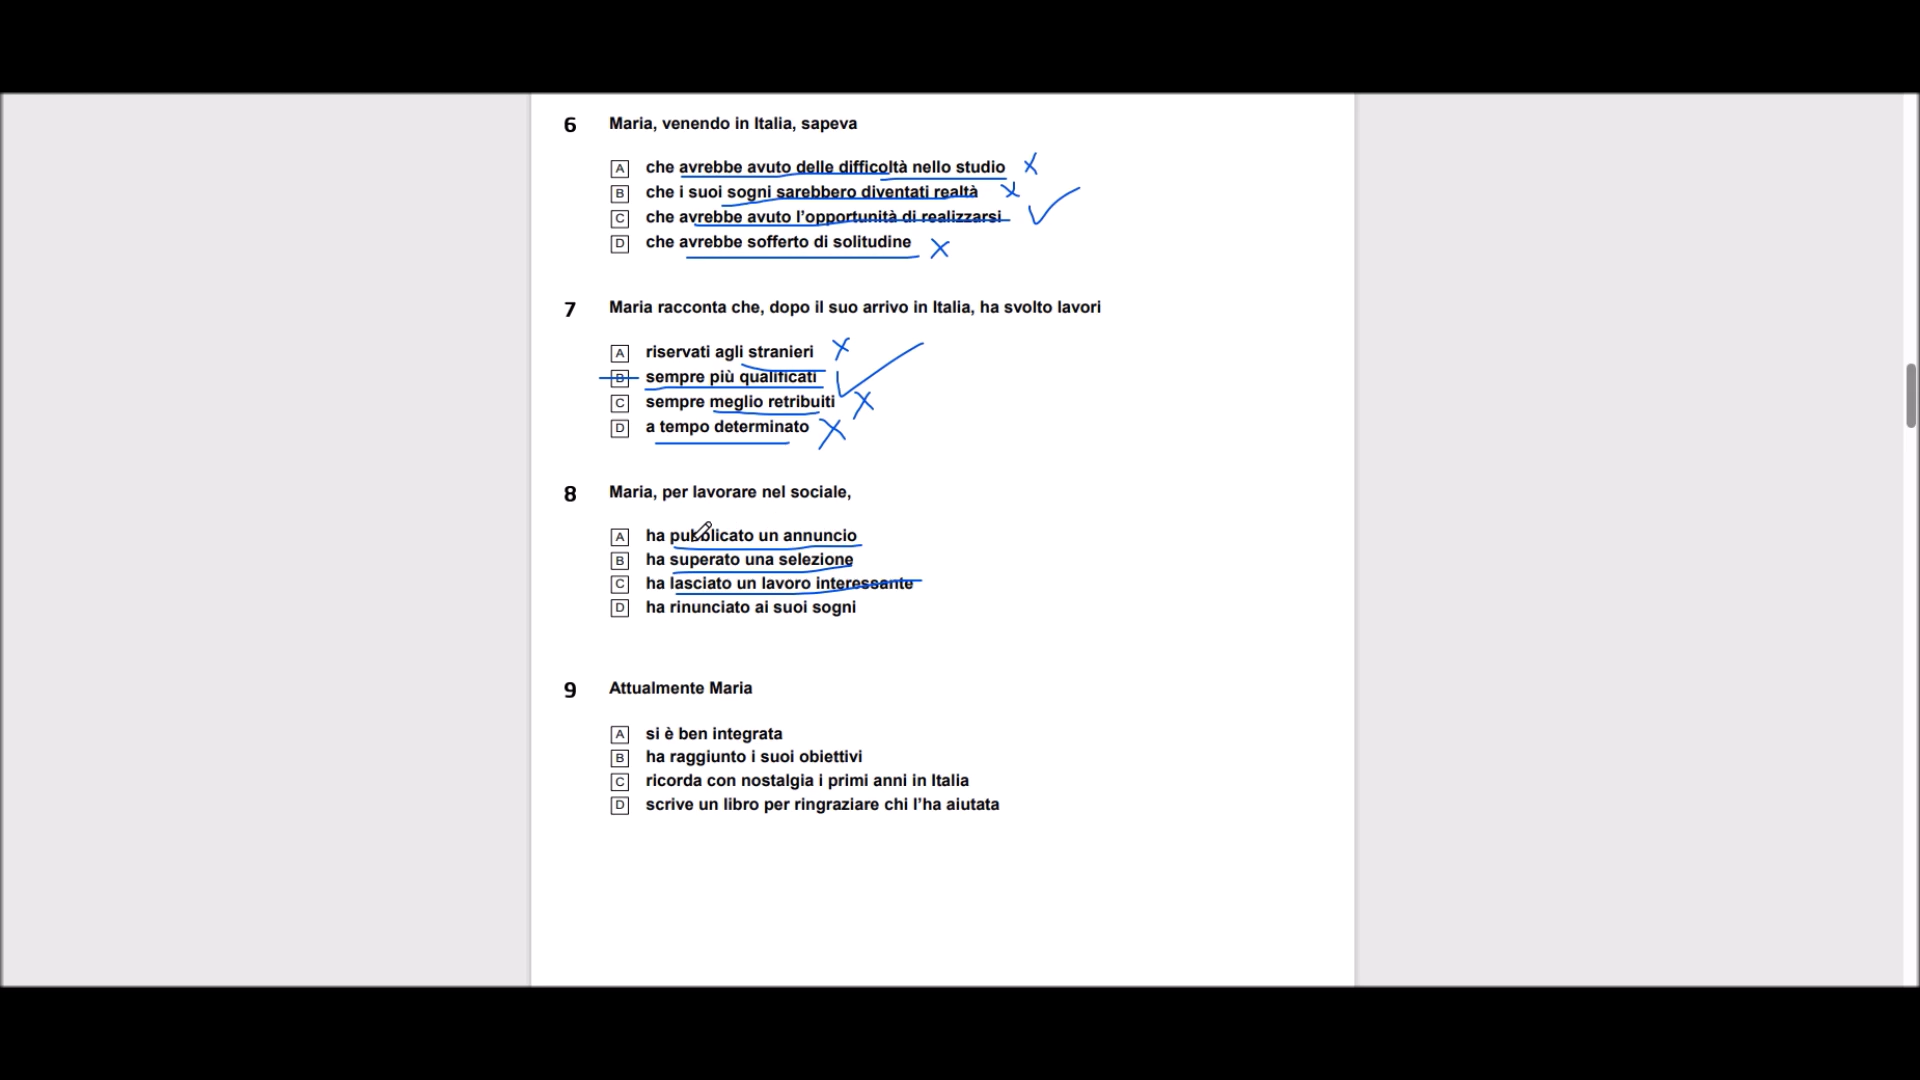 6 Maria, venendo in Italia, sapeva
A che avrebbe avuto delle difficoltà nello studio
B che i suoi sogni sarebbero diventati realtà
C che avrebbe avuto l'opportunità di realizzarsi
D che avrebbe sofferto di solitudine
7 Maria racconta che, dopo il suo arrivo in Italia, ha svolto lavori
A riservati agli stranieri
B sempre più qualificati
C sempre meglio retribuiti
D a tempo determinato
8 Maria, per lavorare nel sociale,
A ha pubblicato un annuncio
B ha superato una selezione
C ha lasciato un lavoro interessante
D ha rinunciato ai suoi sogni
9 Attualmente Maria
A si è ben integrata
B ha raggiunto i suoi obiettivi
C ricorda con nostalgia i primi anni in Italia
D scrive un libro per ringraziare chi l'ha aiutata